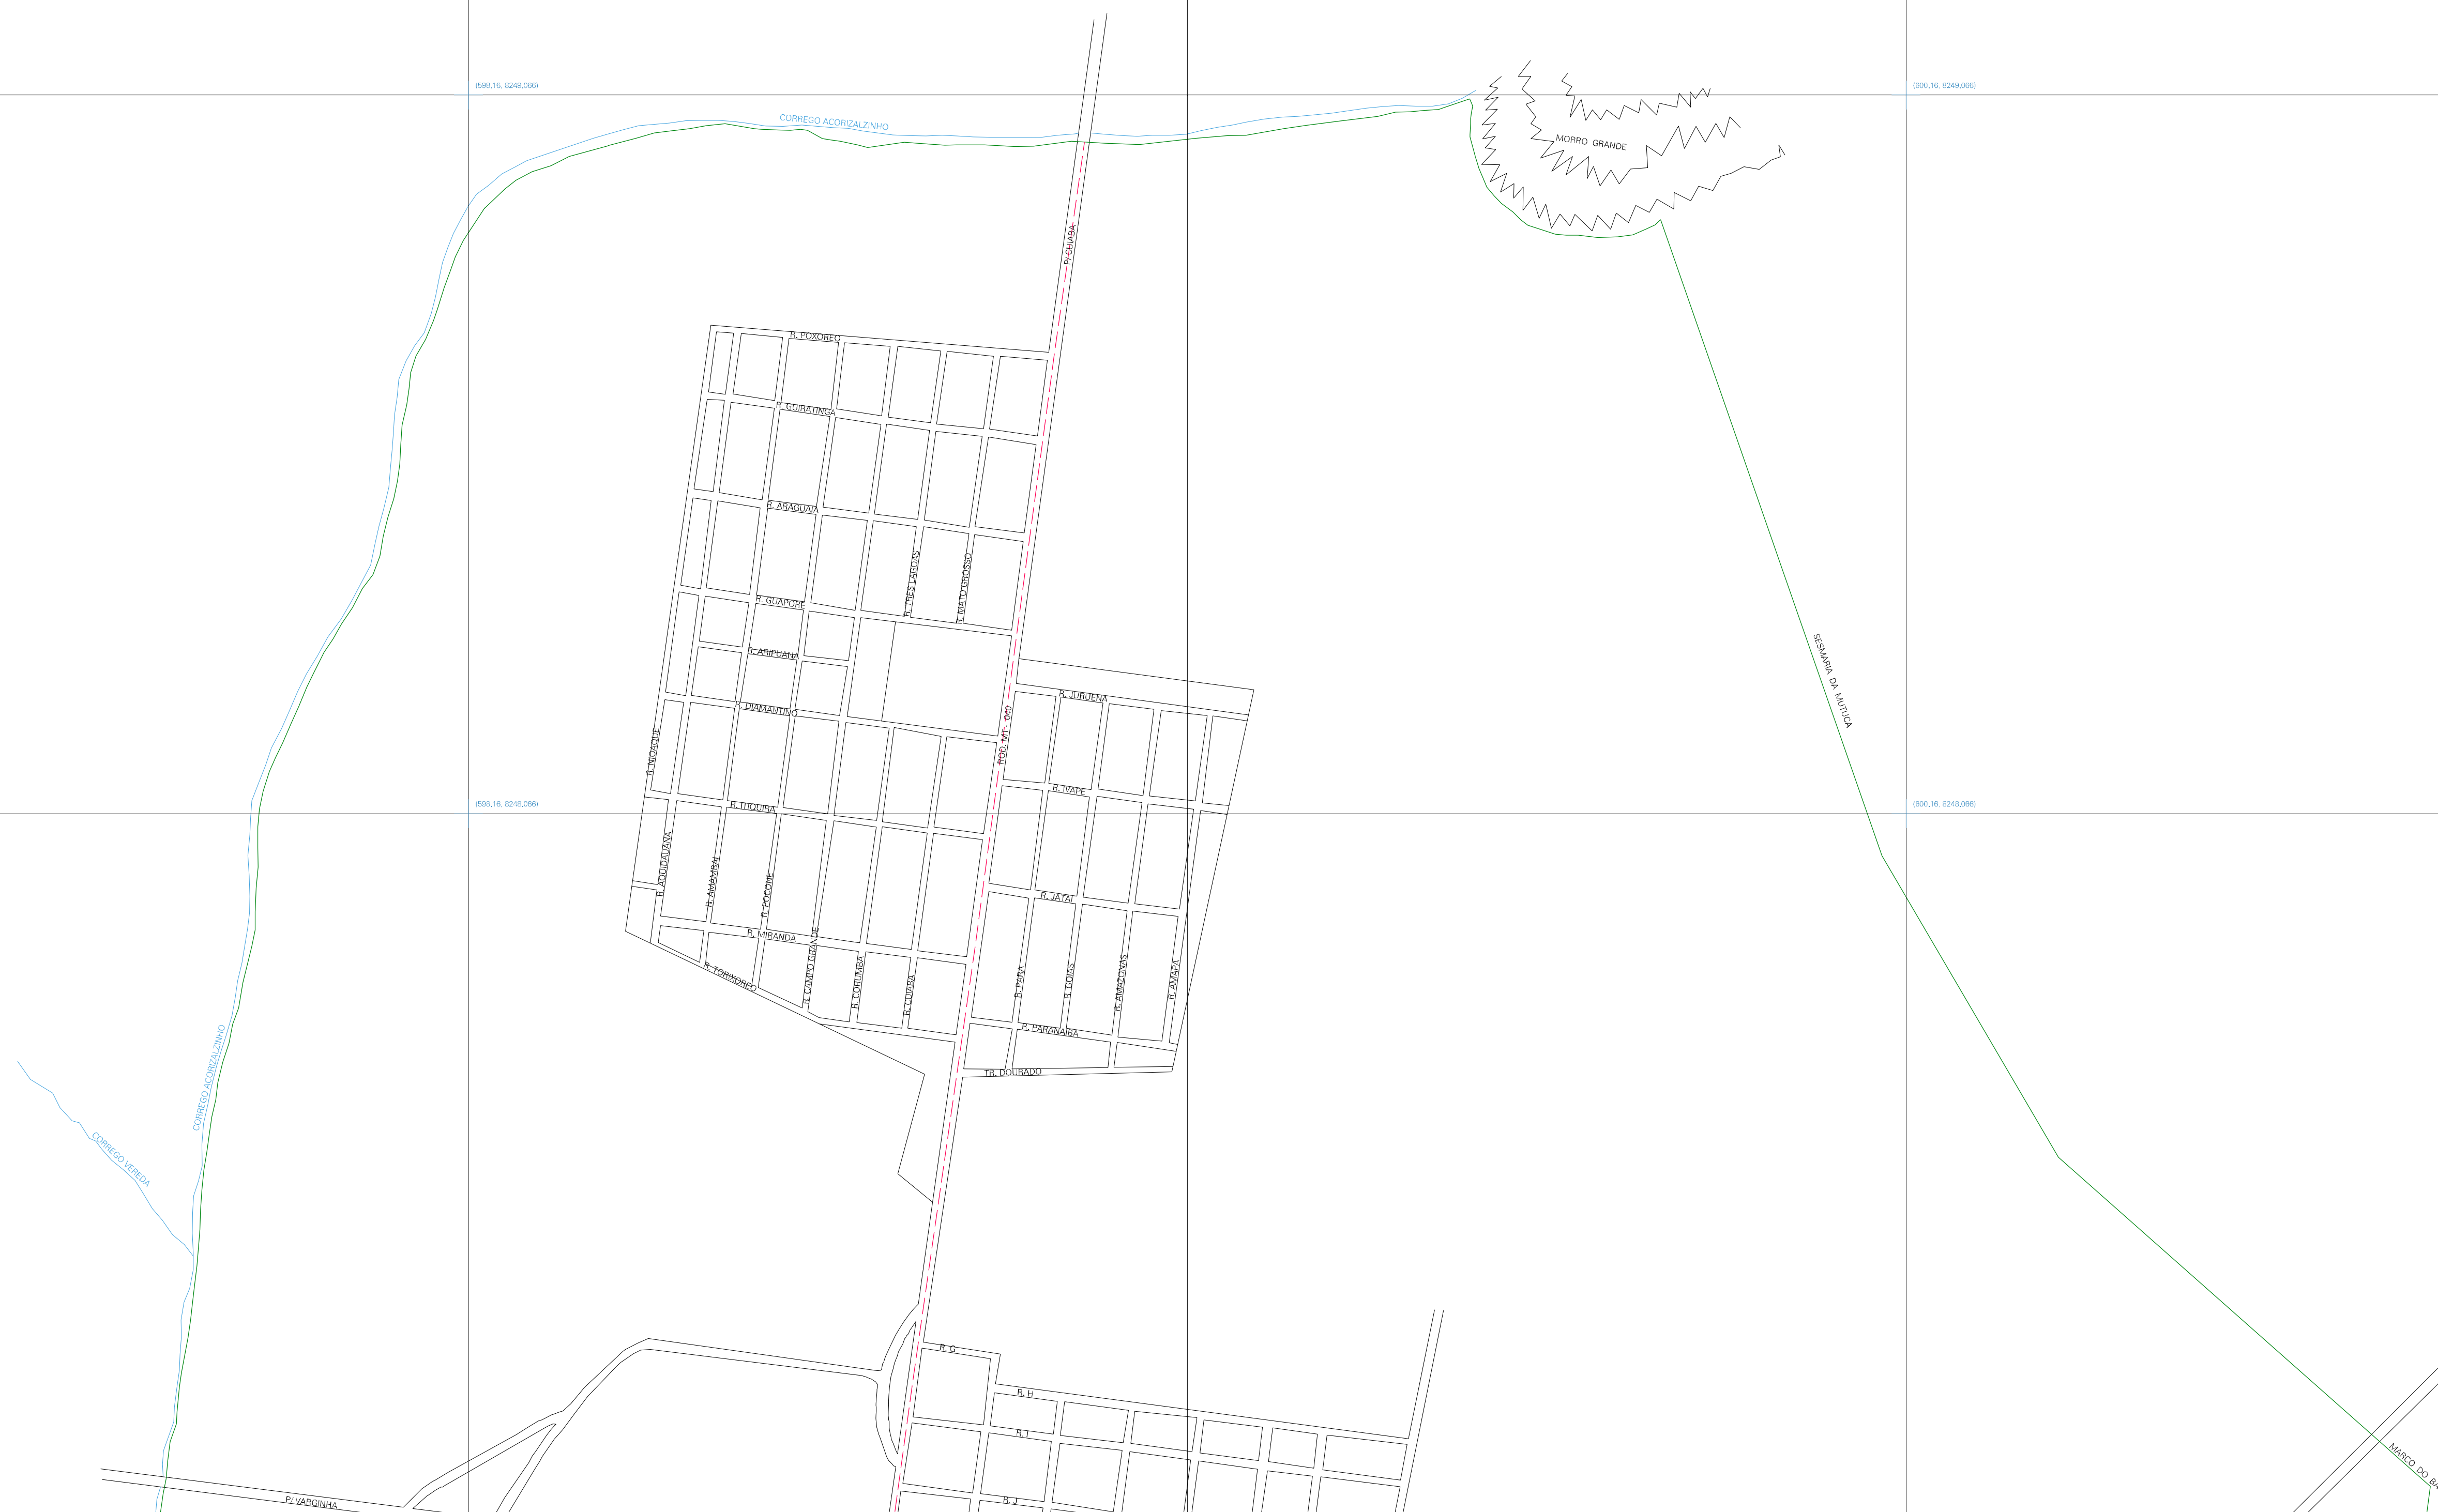 (598,16. 8249,066)
(600,16. 8249,066)
CORREGO ACORIZALZINHO
MORRO GRANDE
P/ CUIABA
R. POXOREO
R. GUIRATINGA
R. ARAGUAIA
R. TRES LAGOAS
R. MATO GROSSO
R. GUAPORE
R. ARIPUANA
SESMARIA DA MUTUCA
R. JURUENA
R. DIAMANTINO
ROD. MT - 040
R. NIOAQUE
R. IVAPE
(598,16. 8248,066)
R. ITIQUIRA
(600,16. 8248,066)
R. AQUIDAUANA
R. AMAMBAI
R. POCONE
R. JATAI
R. MIRANDA
R. TORIXOREO
R. CAMPO GRANDE
R. CORUMBA
R. CUIABA
R. PARA
R. GOIAS
R. AMAZONAS
R. AMAPA
R. PARANAIBA
TR. DOURADO
CORREGO ACORIZALZINHO
CORREGO VEREDA
R. G
R. H
R. I
MARCO DO
P/ VARGINHA
R. J